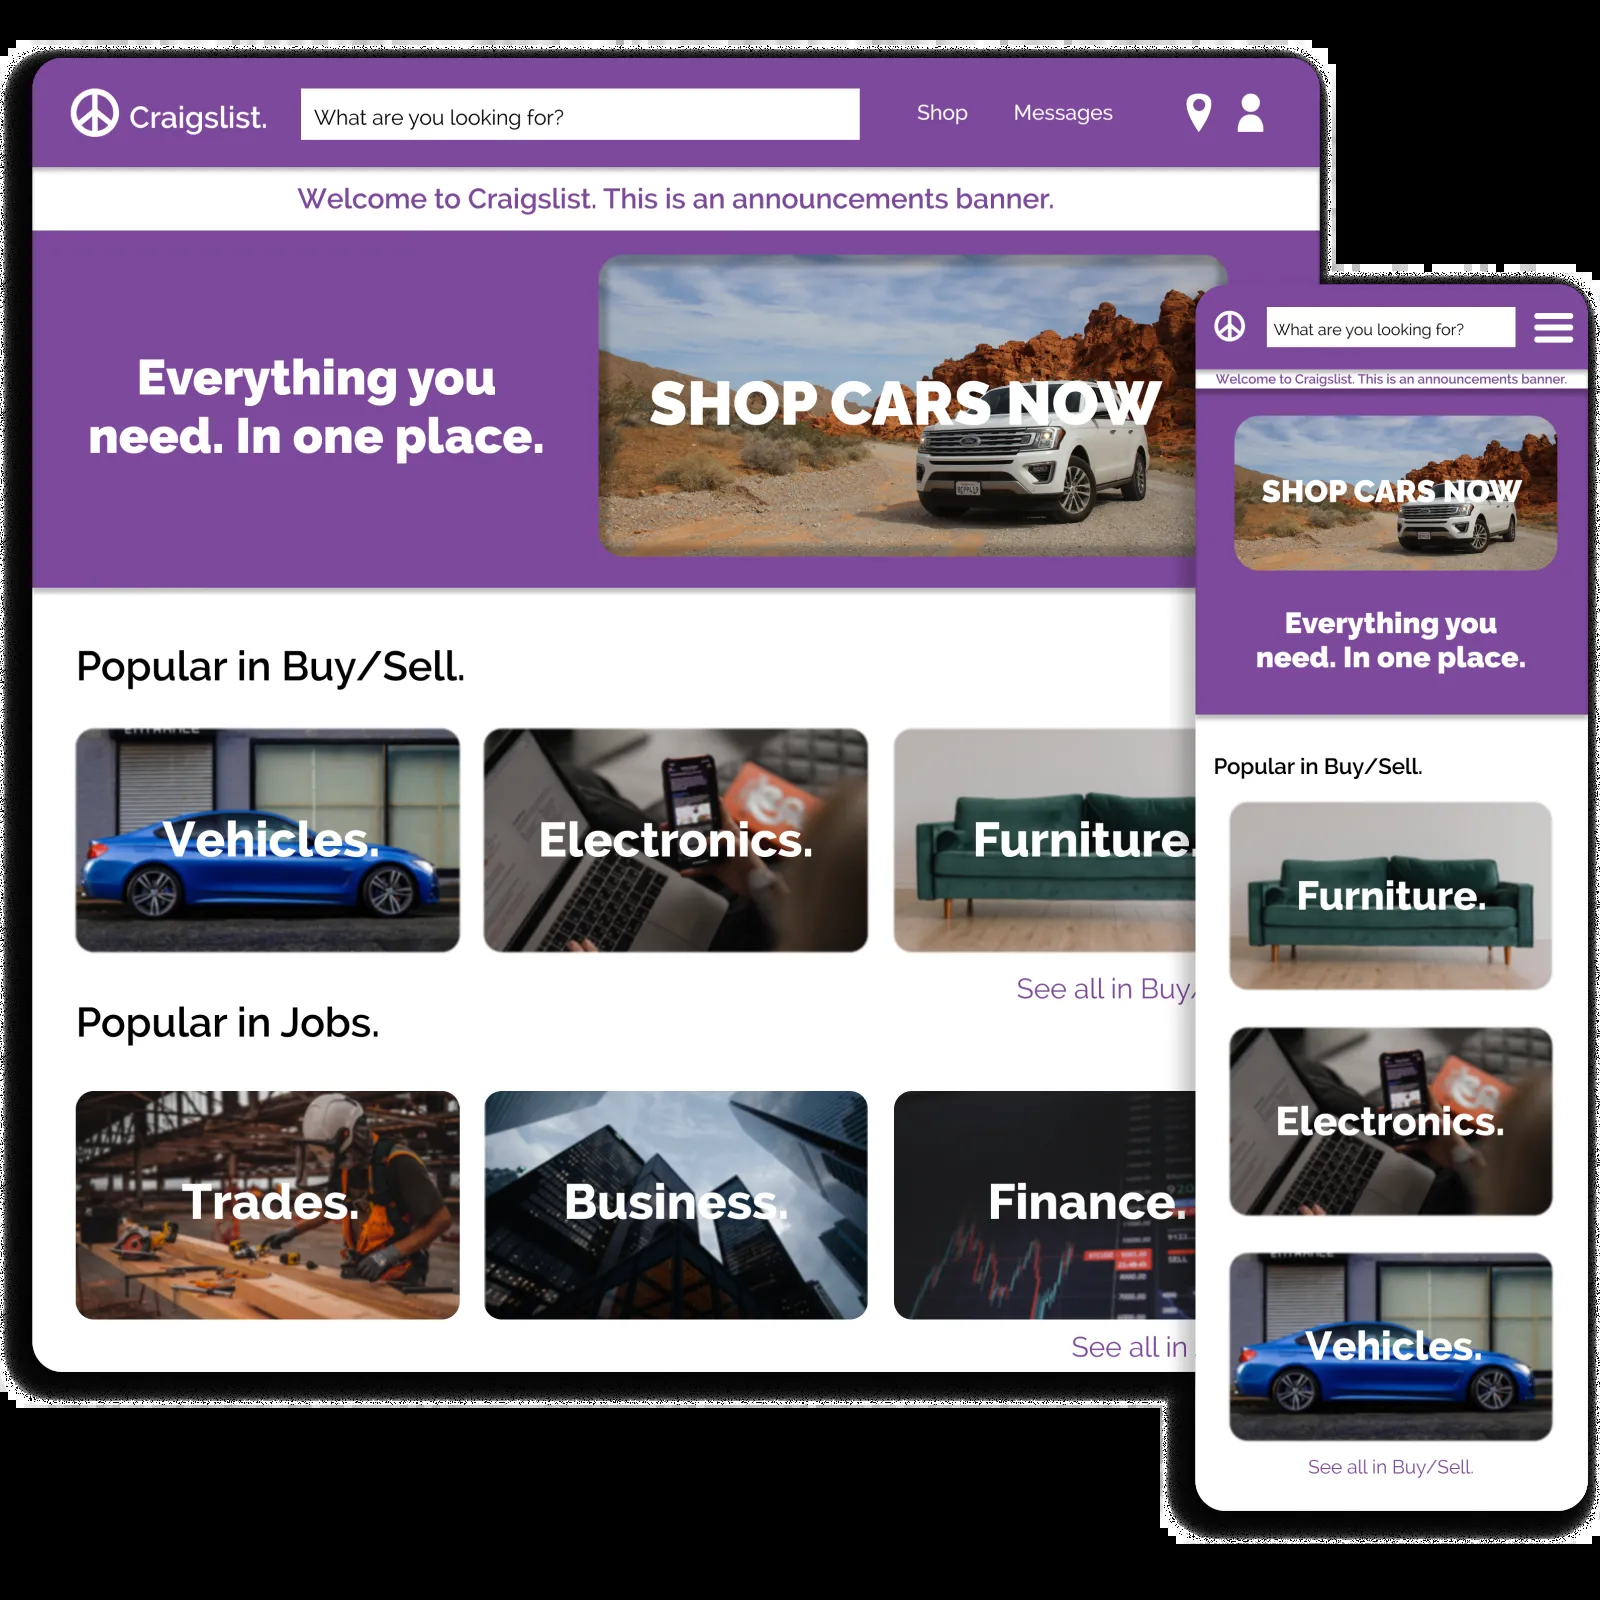 Craigslist.
What are you looking for?
Shop
Messages
Welcome to Craigslist. This is an announcements banner.
Everything you
need. In one place.
SHOP CARS NOW
Popular in Buy/Sell.
ENTRANCE
Vehicles.
Electronics.
Furniture.
See all in Buy/
Popular in Jobs.
Trades.
Business.
Finance.
SELL
See all in
What are you looking for?
Welcome to Craigslist. This is an announcements banner.
SHOP CARS NOW
Everything you
need. In one place.
Popular in Buy/Sell.
Furniture.
Electronics.
ENTRANCE
Vehicles.
See all in Buy/Sell.